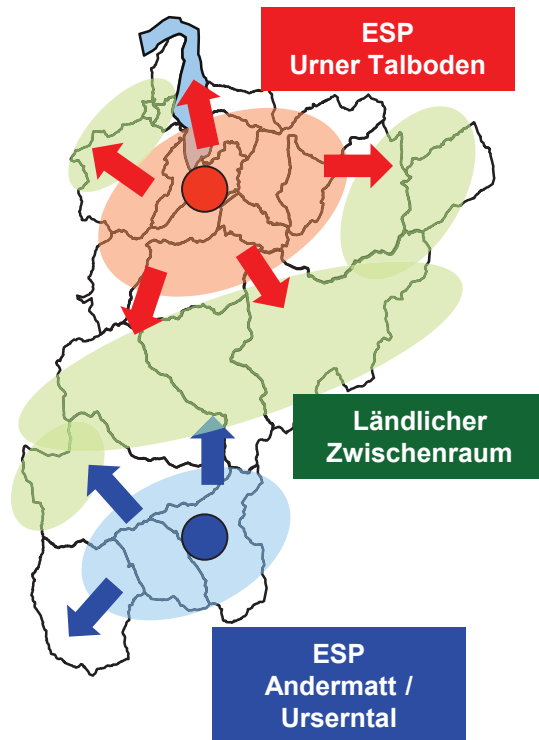 ESP
Urner Talboden
Ländlicher
Zwischenraum
ESP
Andermatt /
Urserntal